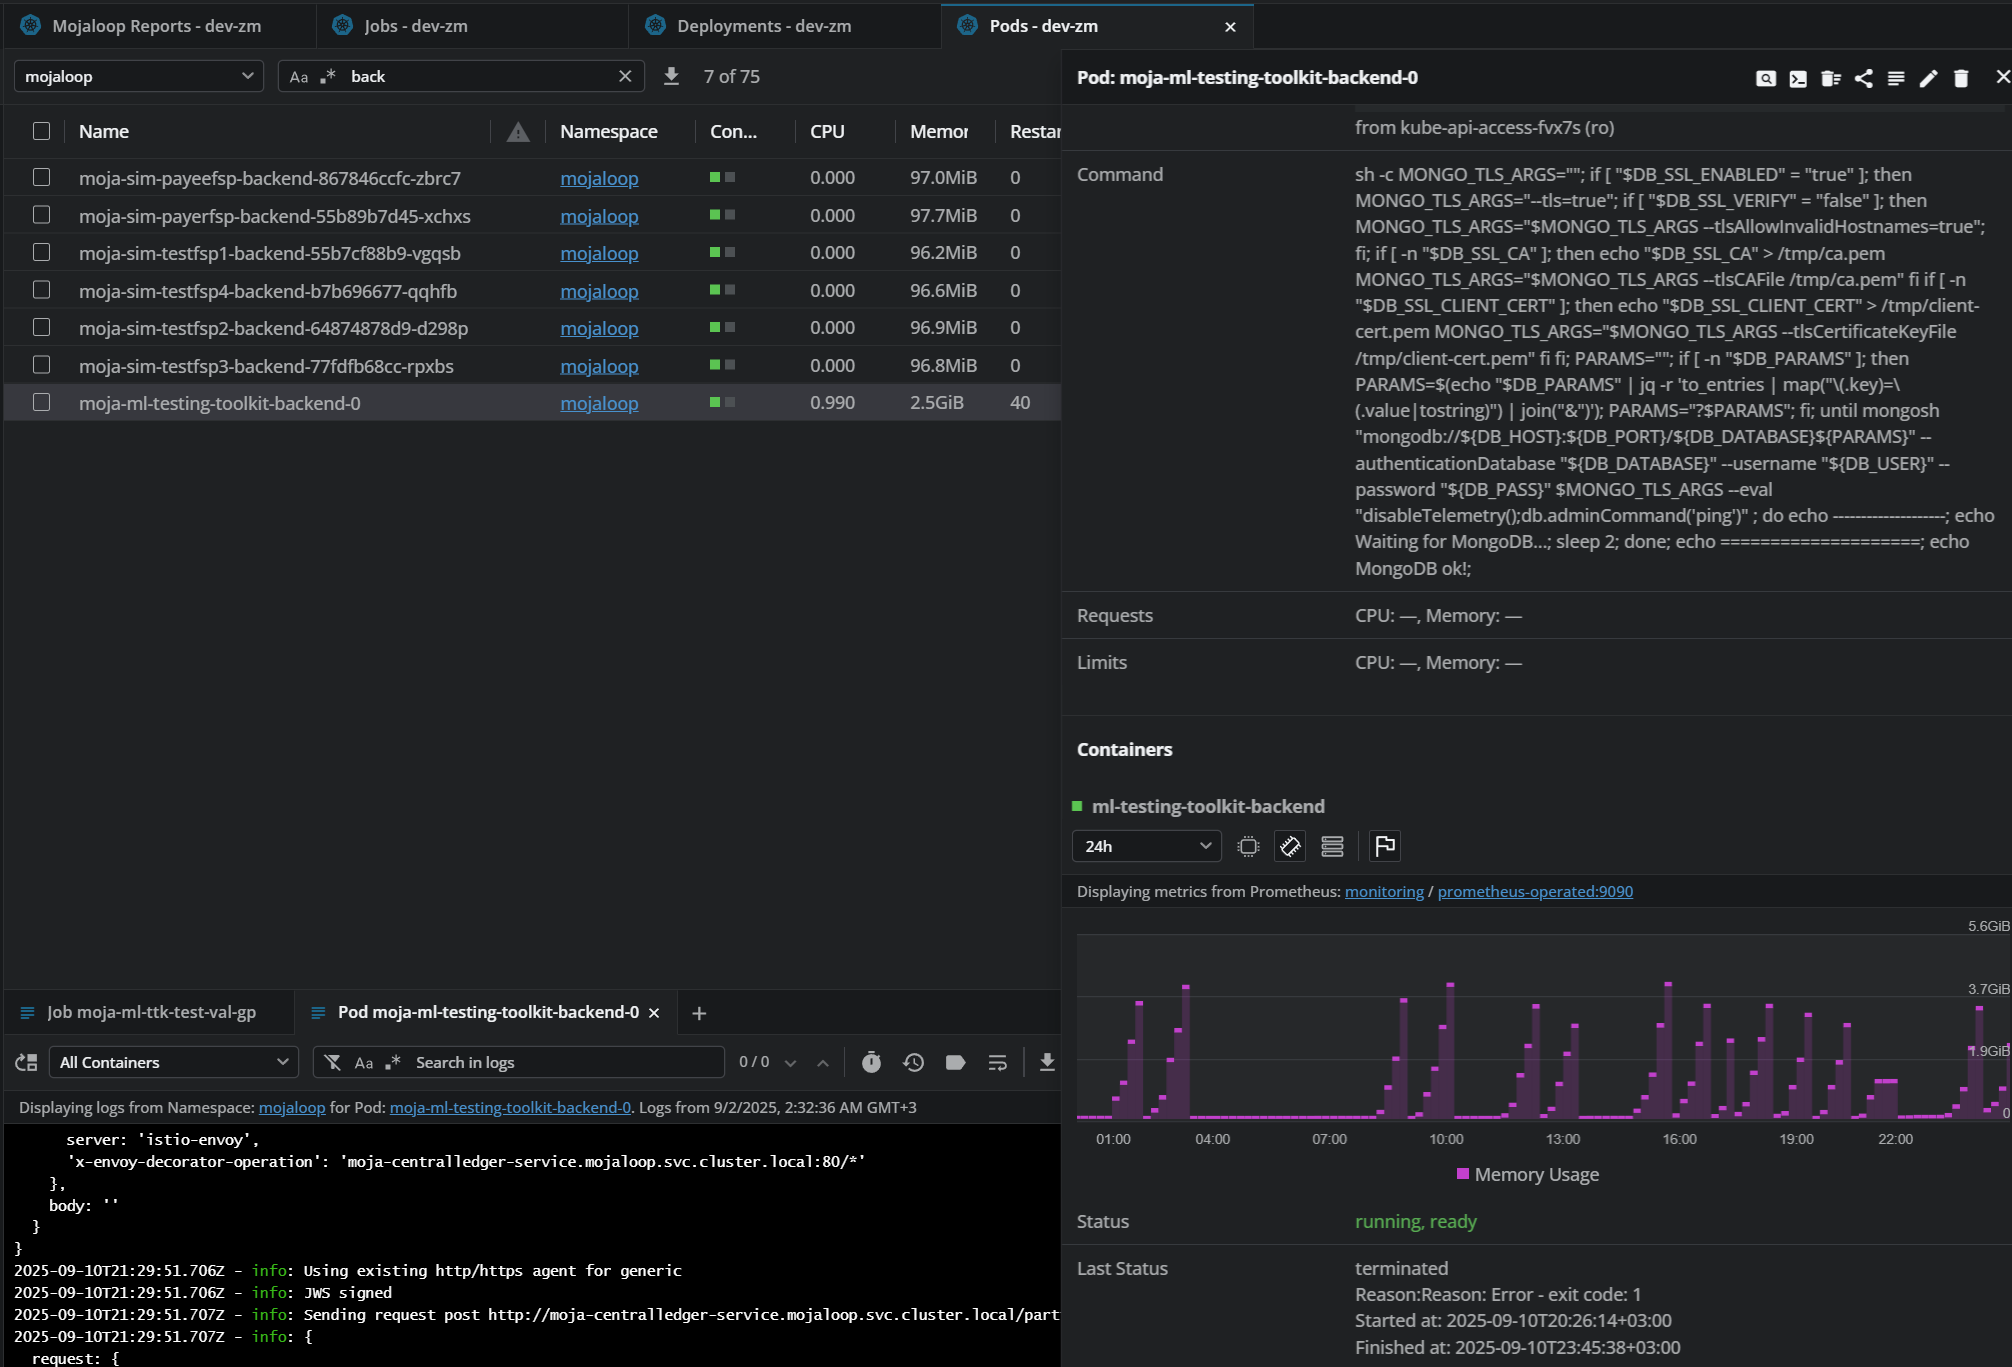 Mojaloop Reports - dev-zm
Jobs - dev-zm
Deployments - dev-zm
Pods - dev-zm
mojaloop
Aa .* back
7 of 75
Name
Namespace
Con...
CPU
Memor
Restar
moja-sim-payeefsp-backend-867846ccfc-zbrc7 mojaloop 0.000 97.0MiB 0
moja-sim-payerfsp-backend-55b89b7d45-xchxs mojaloop 0.000 97.7MiB 0
moja-sim-testfsp1-backend-55b7cf88b9-vgqsb mojaloop 0.000 96.2MiB 0
moja-sim-testfsp4-backend-b7b696677-qqhfb mojaloop 0.000 96.6MiB 0
moja-sim-testfsp2-backend-64874878d9-d298p mojaloop 0.000 96.9MiB 0
moja-sim-testfsp3-backend-77fdfb68cc-rpxbs mojaloop 0.000 96.8MiB 0
moja-ml-testing-toolkit-backend-0 mojaloop 0.990 2.5GiB 40
Pod: moja-ml-testing-toolkit-backend-0
from kube-api-access-fvx7s (ro)
Command
sh -c MONGO_TLS_ARGS=""; if [ "$DB_SSL_ENABLED" = "true" ]; then
MONGO_TLS_ARGS="--tls=true"; if [ "$DB_SSL_VERIFY" = "false" ]; then
MONGO_TLS_ARGS="$MONGO_TLS_ARGS --tlsAllowInvalidHostnames=true";
fi; if [ -n "$DB_SSL_CA" ]; then echo "$DB_SSL_CA" > /tmp/ca.pem
MONGO_TLS_ARGS="$MONGO_TLS_ARGS --tlsCAFile /tmp/ca.pem" fi if [ -n
"$DB_SSL_CLIENT_CERT" ]; then echo "$DB_SSL_CLIENT_CERT" > /tmp/client-
cert.pem MONGO_TLS_ARGS="$MONGO_TLS_ARGS --tlsCertificateKeyFile
/tmp/client-cert.pem" fi fi; PARAMS=""; if [ -n "$DB_PARAMS" ]; then
PARAMS=$(echo "$DB_PARAMS" | jq -r 'to_entries | map("\(.key)=\
(.value|tostring)") | join("&")'); PARAMS="?$PARAMS"; fi; until mongosh
"mongodb://${DB_HOST}:${DB_PORT}/${DB_DATABASE}${PARAMS}" --
authenticationDatabase "${DB_DATABASE}" --username "${DB_USER}" --
password "${DB_PASS}" $MONGO_TLS_ARGS --eval
"disableTelemetry();db.adminCommand('ping')" ; do echo --------------------; echo
Waiting for MongoDB...; sleep 2; done; echo ====================; echo
MongoDB ok!;
Requests
CPU: —, Memory: —
Limits
CPU: —, Memory: —
Containers
ml-testing-toolkit-backend
24h
Displaying metrics from Prometheus: monitoring / prometheus-operated:9090
5.6GiB
3.7GiB
1.9GiB
0
01:00 04:00 07:00 10:00 13:00 16:00 19:00 22:00
Memory Usage
Status
running, ready
Last Status
terminated
Reason:Reason: Error - exit code: 1
Started at: 2025-09-10T20:26:14+03:00
Finished at: 2025-09-10T23:45:38+03:00
Job moja-ml-ttk-test-val-gp
Pod moja-ml-testing-toolkit-backend-0
All Containers
Aa .* Search in logs
0 / 0
Displaying logs from Namespace: mojaloop for Pod: moja-ml-testing-toolkit-backend-0. Logs from 9/2/2025, 2:32:36 AM GMT+3
server: 'istio-envoy',
'x-envoy-decorator-operation': 'moja-centralledger-service.mojaloop.svc.cluster.local:80/*'
},
body: ''
}
}
2025-09-10T21:29:51.706Z - info: Using existing http/https agent for generic
2025-09-10T21:29:51.706Z - info: JWS signed
2025-09-10T21:29:51.707Z - info: Sending request post http://moja-centralledger-service.mojaloop.svc.cluster.local/part
2025-09-10T21:29:51.707Z - info: {
request: {